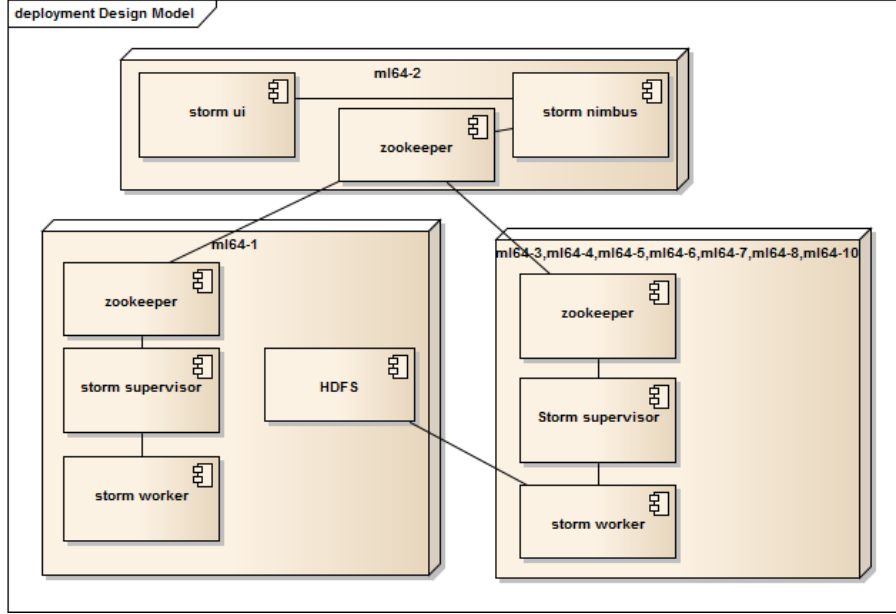 deployment Design Model
ml64-2
storm ui
storm nimbus
zookeeper
ml64-1
zookeeper
storm supervisor
HDFS
storm worker
ml64-3,ml64-4,ml64-5,ml64-6,ml64-7,ml64-8,ml64-10
zookeeper
Storm supervisor
storm worker